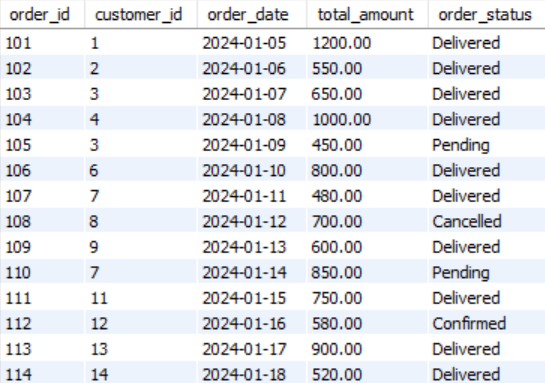 order_id customer_id order_date total_amount order_status
101 1 2024-01-05 1200.00 Delivered
102 2 2024-01-06 550.00 Delivered
103 3 2024-01-07 650.00 Delivered
104 4 2024-01-08 1000.00 Delivered
105 3 2024-01-09 450.00 Pending
106 6 2024-01-10 800.00 Delivered
107 7 2024-01-11 480.00 Delivered
108 8 2024-01-12 700.00 Cancelled
109 9 2024-01-13 600.00 Delivered
110 7 2024-01-14 850.00 Pending
111 11 2024-01-15 750.00 Delivered
112 12 2024-01-16 580.00 Confirmed
113 13 2024-01-17 900.00 Delivered
114 14 2024-01-18 520.00 Delivered